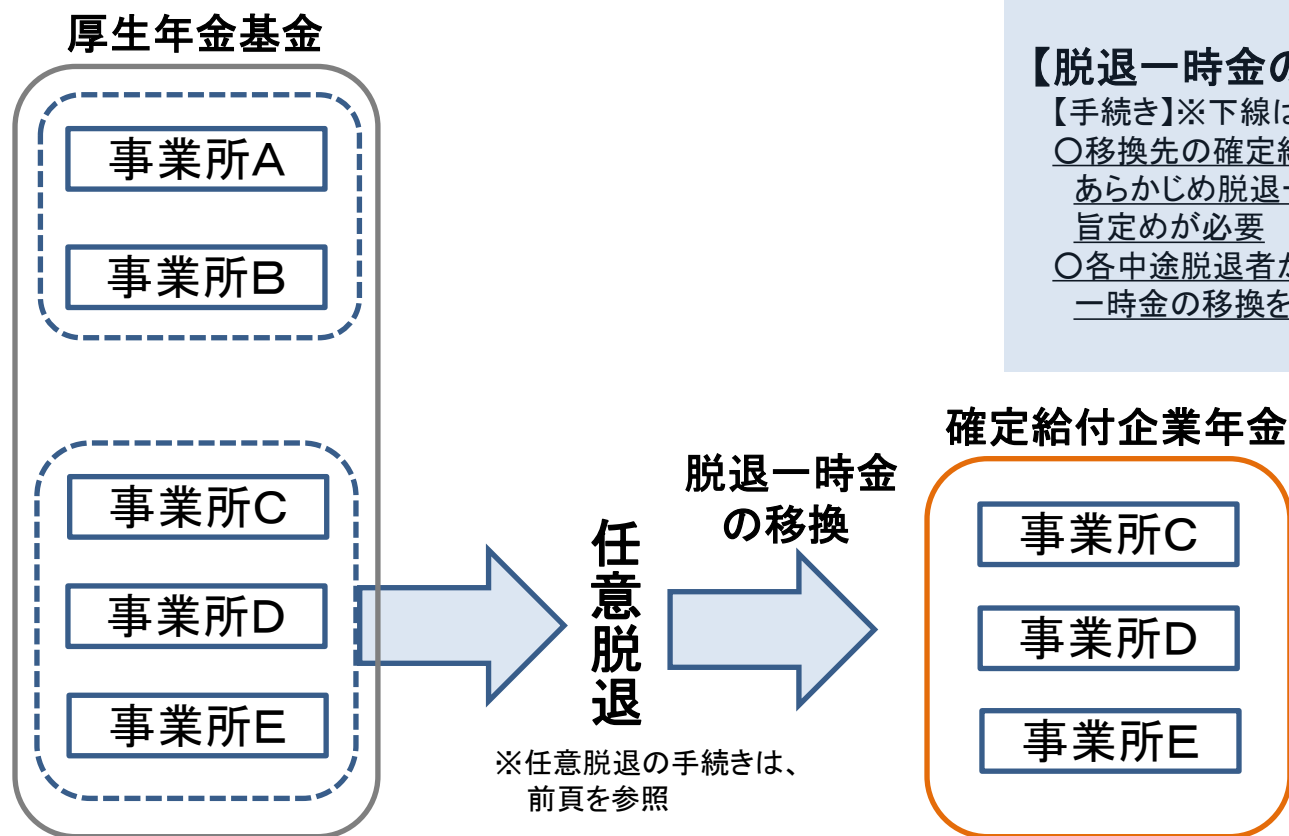 厚生年金基金
事業所A
事業所B
事業所C
事業所D
事業所E
任意脱退
※任意脱退の手続きは、
前頁を参照
脱退一時金
の移換
【脱退一時金の
【手続き】※下線は
○移換先の確定給
あらかじめ脱退一
旨定めが必要
○各中途脱退者が
一時金の移換を
確定給付企業年金
事業所C
事業所D
事業所E